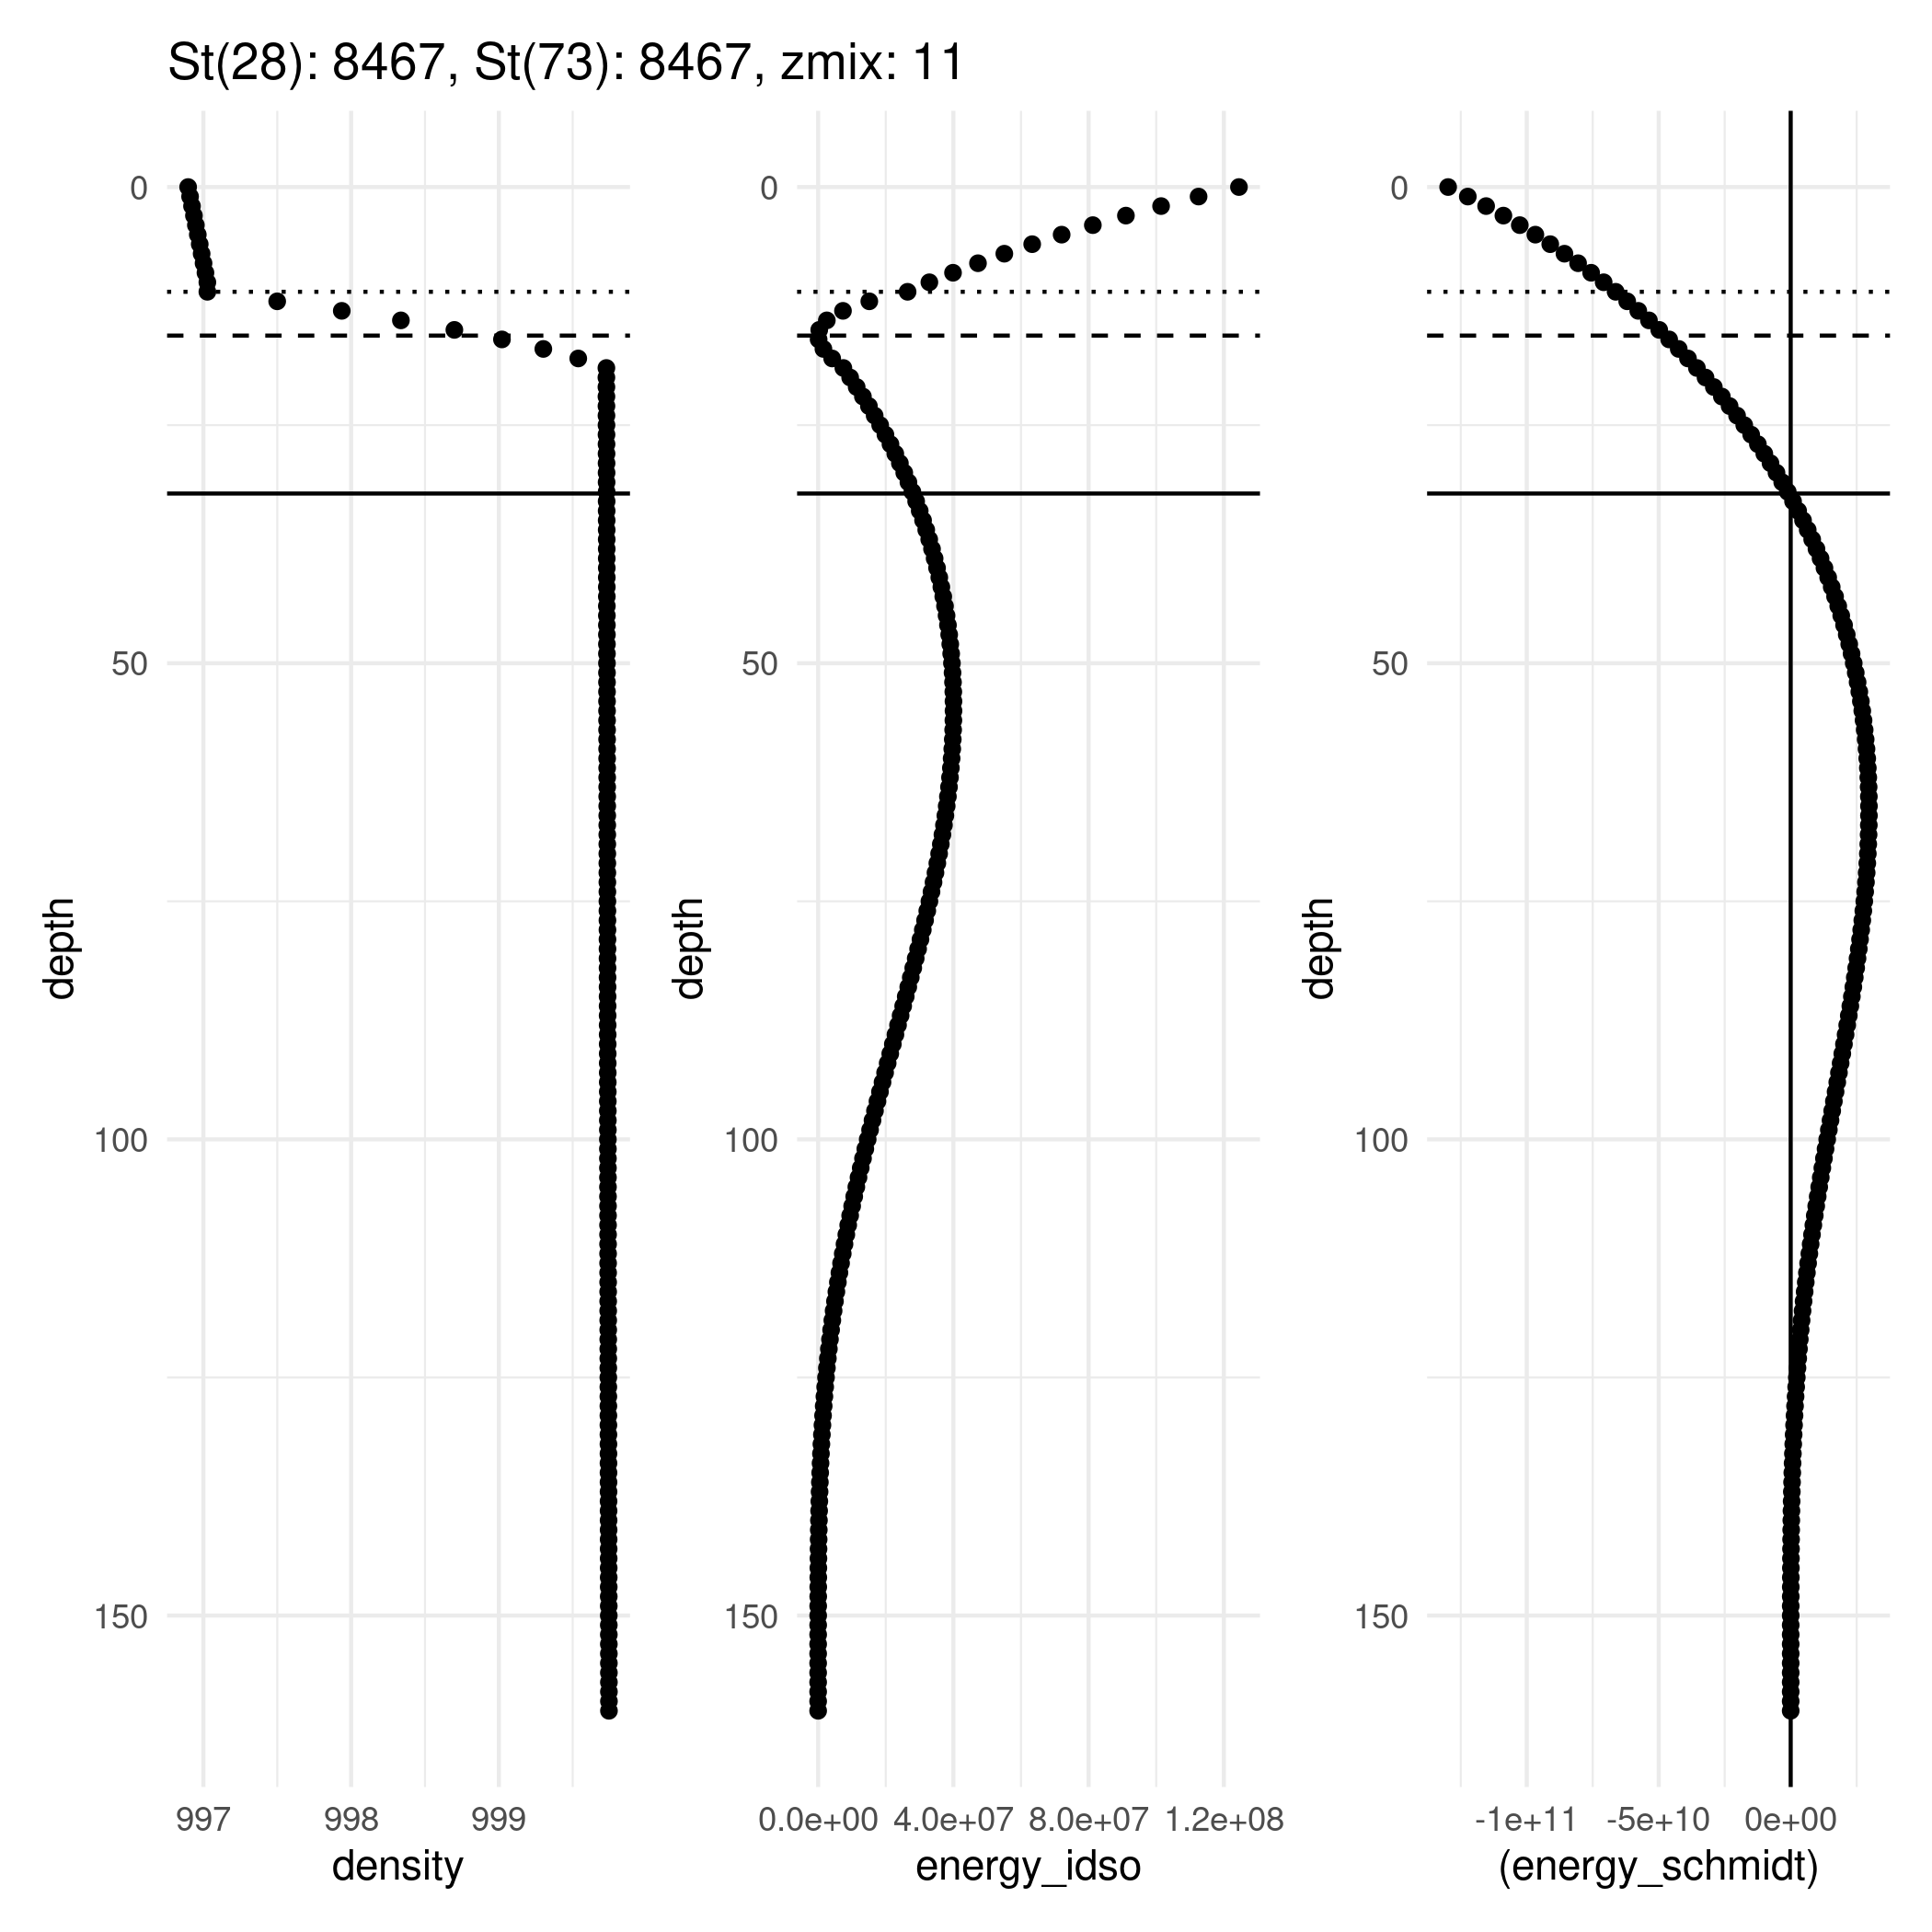 St(28): 8467, St(73): 8467, zmix: 11
0
50
100
150
depth
997 998 999
density
0
50
100
150
depth
0.0e+00 4.0e+07 8.0e+07 1.2e+08
energy_idso
0
50
100
150
depth
-1e+11 -5e+10 0e+00
(energy_schmidt)